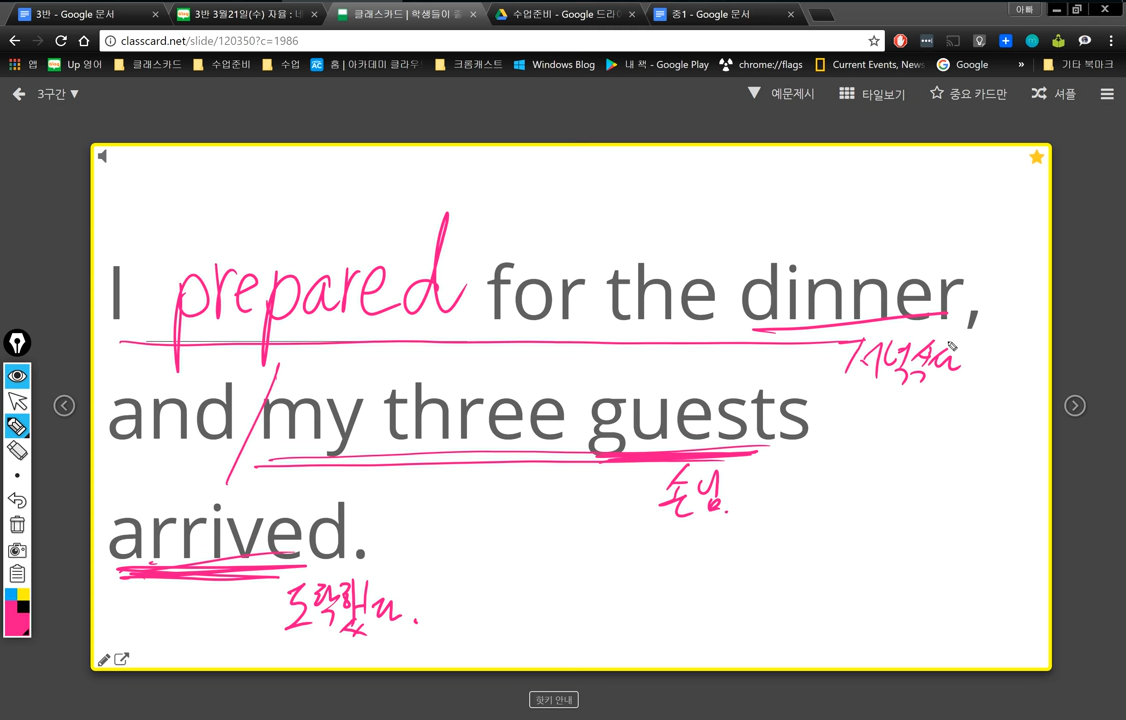 3반 - Google 문서
3반 3월21일(수) 자율 : 네
클래스카드 | 학생들이 좋
수업준비 - Google 드라이
중1 - Google 문서
아빠
classcard.net/slide/120350?c=1986
앱 Up 영어 클래스카드 수업준비 수업 홈 | 아카데미 클라우 크롬캐스트 Windows Blog 내 책 - Google Play chrome://flags Current Events, News Google » 기타 북마크
3구간 ▼ 예문제시 타일보기 중요 카드만 셔플
I prepared for the dinner,
and my three guests
손님.
arrived.
도착했다.
핫키 안내